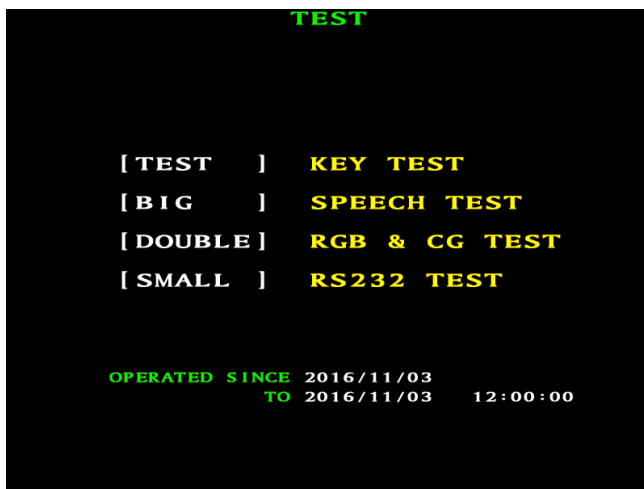 TEST
[TEST ] KEY TEST
[BIG ] SPEECH TEST
[DOUBLE] RGB & CG TEST
[SMALL ] RS232 TEST
OPERATED SINCE 2016/11/03
TO 2016/11/03 12:00:00